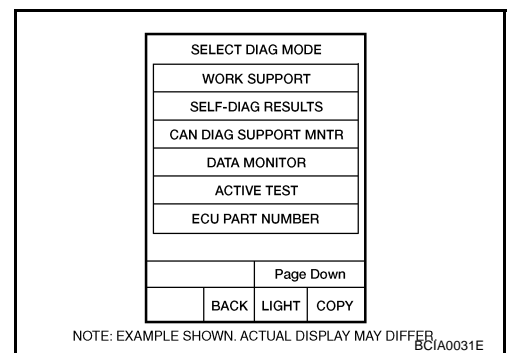 SELECT DIAG MODE
WORK SUPPORT
SELF-DIAG RESULTS
CAN DIAG SUPPORT MNTR
DATA MONITOR
ACTIVE TEST
ECU PART NUMBER
Page Down
BACK LIGHT COPY
NOTE: EXAMPLE SHOWN. ACTUAL DISPLAY MAY DIFFER
BCIA0031E